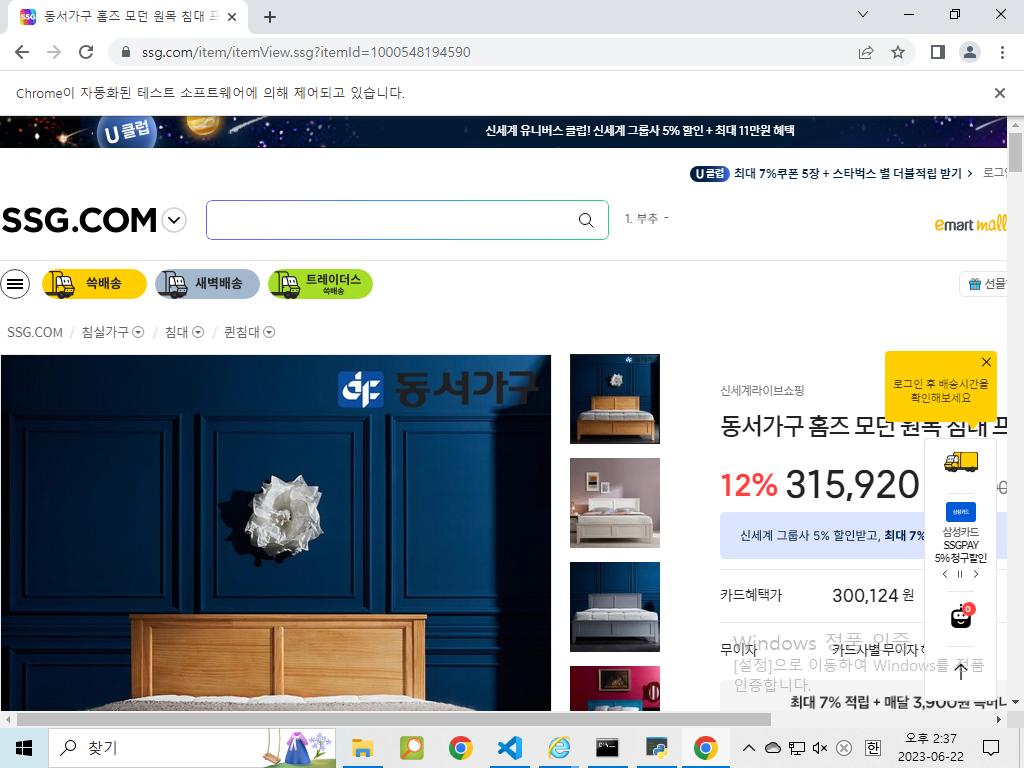 동서가구 홈즈 모던 원목 침대 프
ssg.com/item/itemView.ssg?itemId=1000548194590
Chrome이 자동화된 테스트 소프트웨어에 의해 제어되고 있습니다.
U 클럽
신세계 유니버스 클럽! 신세계 그룹사 5% 할인 + 최대 11만원 혜택
U 클럽 최대 7%쿠폰 5장 + 스타벅스 별 더블적립 받기 >
로그인
SSG.COM
1. 부추 -
emart mall
쓱배송
새벽배송
트레이더스
쓱배송
선물
SSG.COM / 침실가구 / 침대 / 퀸침대
동서가구
신세계라이브쇼핑
로그인 후 배송시간을
확인해보세요
동서가구 홈즈 모던 원목 침대 프
12% 315,920
신세계 그룹사 5% 할인받고, 최대 7%
삼성카드
삼성카드
SSGPAY
5% 청구할인
카드혜택가 300,124 원
0
무이자 카드사별 무이자
Windows 정품 인증
[설정]으로 이동하여 Windows를 정품
인증합니다.
최대 7% 적립 + 매달 3,900원 쓱머니
찾기
오후 2:37
한
2023-06-22